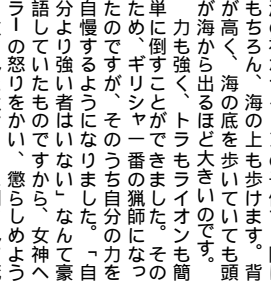 もちろん、海の上も歩けます。背
が高く、海の底を歩いていても頭
が海から出るほど大きいのです。
　力も強く、トラもライオンも簡
単に倒すことができました。その
ため、ギリシャ一番の猟師になっ
たのですが、そのうち自分の力を
自慢するようになりました。「自
分より強い者はいない」なんて豪
語していたものですから、女神ヘ
ラーの怒りをかい、懲らしめよう